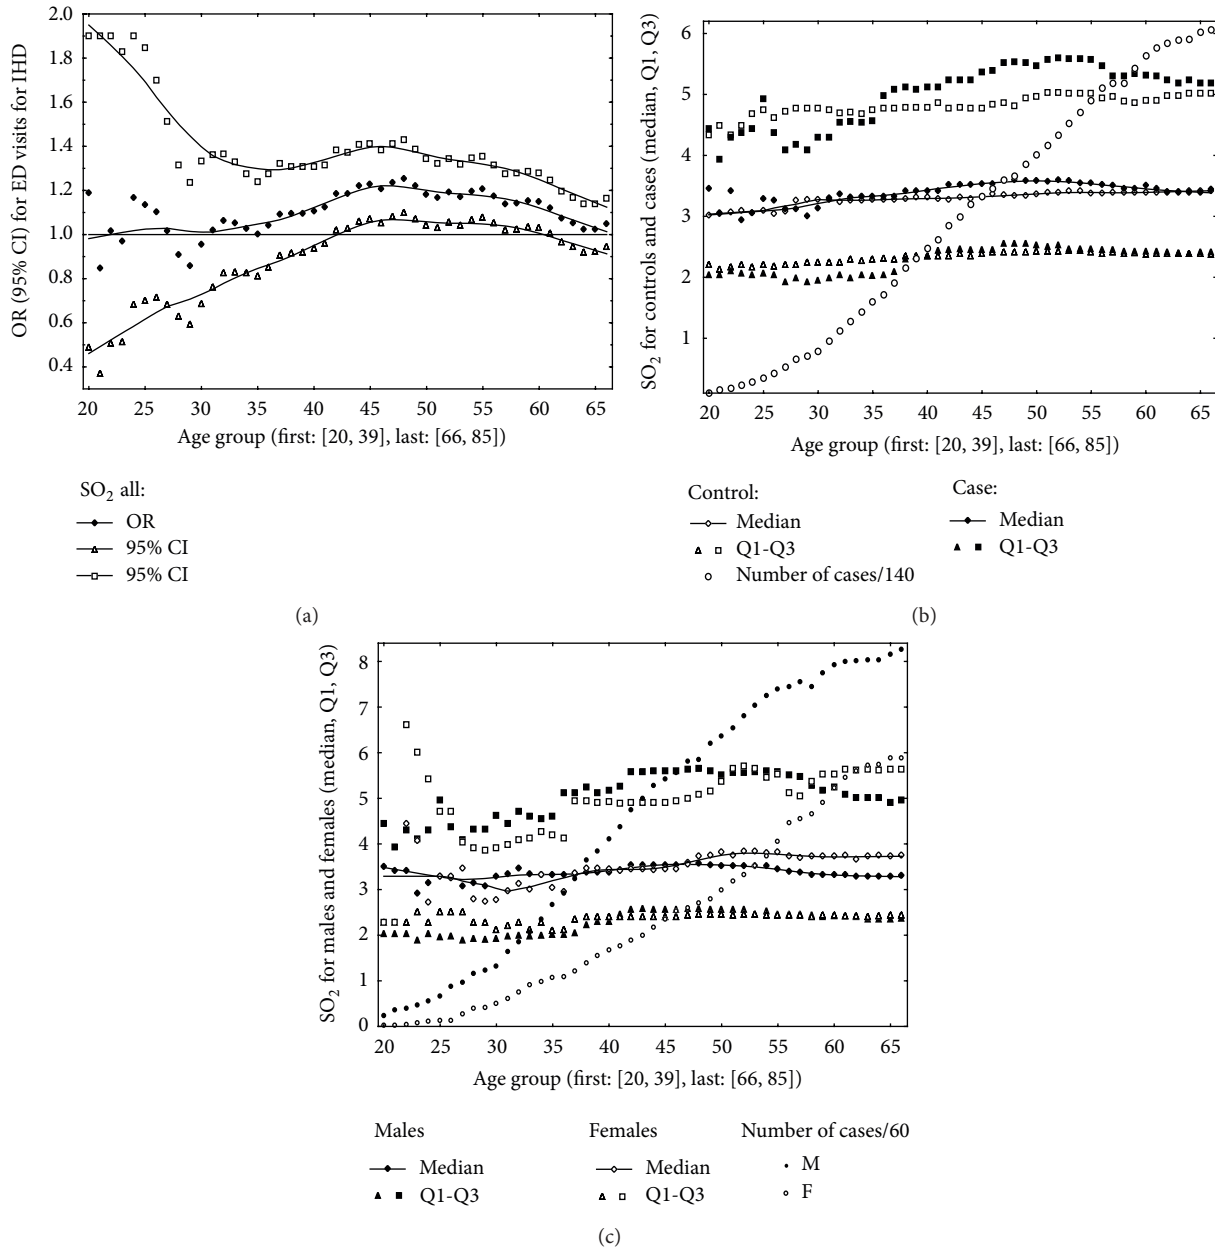 OR (95% CI) for ED visits for IHD
2.0
1.8
1.6
1.4
1.2
1.0
0.8
0.6
0.4
20 25 30 35 40 45 50 55 60 65
Age group (first: [20, 39], last: [66, 85])
SO2 all:
OR
95% CI
95% CI
(a)
SO2 for controls and cases (median, Q1, Q3)
6
5
4
3
2
1
20 25 30 35 40 45 50 55 60 65
Age group (first: [20, 39], last: [66, 85])
Control:
Median
Q1-Q3
Number of cases/140
Case:
Median
Q1-Q3
(b)
SO2 for males and females (median, Q1, Q3)
8
7
6
5
4
3
2
1
0
20 25 30 35 40 45 50 55 60 65
Age group (first: [20, 39], last: [66, 85])
Males
Median
Q1-Q3
Females
Median
Q1-Q3
Number of cases/60
M
F
(c)